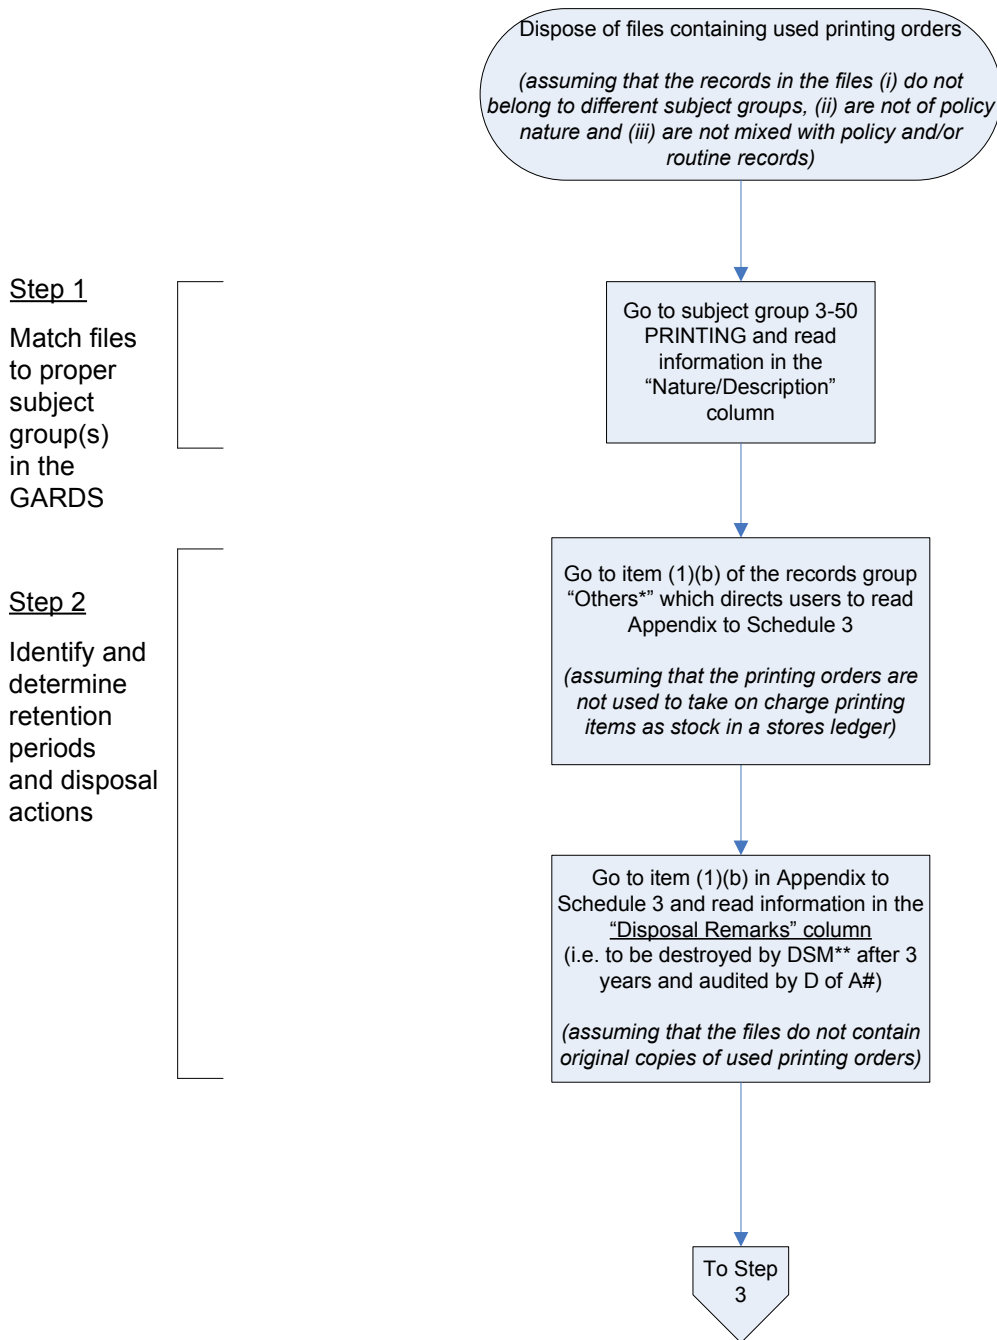 Dispose of files containing used printing orders
(assuming that the records in the files (i) do not
belong to different subject groups, (ii) are not of policy
nature and (iii) are not mixed with policy and/or
routine records)
Step 1
Match files
to proper
subject
group(s)
in the
GARDS
Go to subject group 3-50
PRINTING and read
information in the
“Nature/Description”
column
Step 2
Identify and
determine
retention
periods
and disposal
actions
Go to item (1)(b) of the records group
“Others*” which directs users to read
Appendix to Schedule 3
(assuming that the printing orders are
not used to take on charge printing
items as stock in a stores ledger)
Go to item (1)(b) in Appendix to
Schedule 3 and read information in the
“Disposal Remarks” column
(i.e. to be destroyed by DSM** after 3
years and audited by D of A#)
(assuming that the files do not contain
original copies of used printing orders)
To Step
3